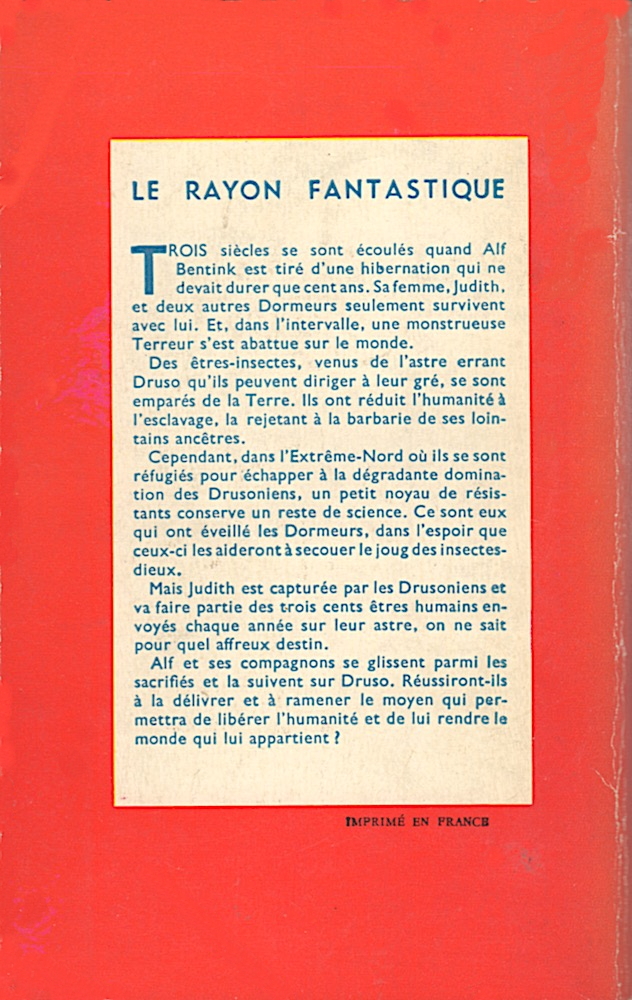 LE RAYON FANTASTIQUE
TROIS siècles se sont écoulés quand Alf
Bentink est tiré d'une hibernation qui ne
devait durer que cent ans. Sa femme, Judith,
et deux autres Dormeurs seulement survivent
avec lui. Et, dans l'intervalle, une monstrueuse
Terreur s'est abattue sur le monde.
Des êtres-insectes, venus de l'astre errant
Druso qu'ils peuvent diriger à leur gré, se sont
emparés de la Terre. Ils ont réduit l'humanité à
l'esclavage, la rejetant à la barbarie de ses loin-
tains ancêtres.
Cependant, dans l'Extrême-Nord où ils se sont
réfugiés pour échapper à la dégradante domina-
tion des Drusoniens, un petit noyau de résis-
tants conserve un reste de science. Ce sont eux
qui ont éveillé les Dormeurs, dans l'espoir que
ceux-ci les aideront à secouer le joug des insectes-
dieux.
Mais Judith est capturée par les Drusoniens et
va faire partie des trois cents êtres humains en-
voyés chaque année sur leur astre, on ne sait
pour quel affreux destin.
Alf et ses compagnons se glissent parmi les
sacrifiés et la suivent sur Druso. Réussiront-ils
à la délivrer et à ramener le moyen qui per-
mettra de libérer l'humanité et de lui rendre le
monde qui lui appartient ?
IMPRIMÉ EN FRANCE